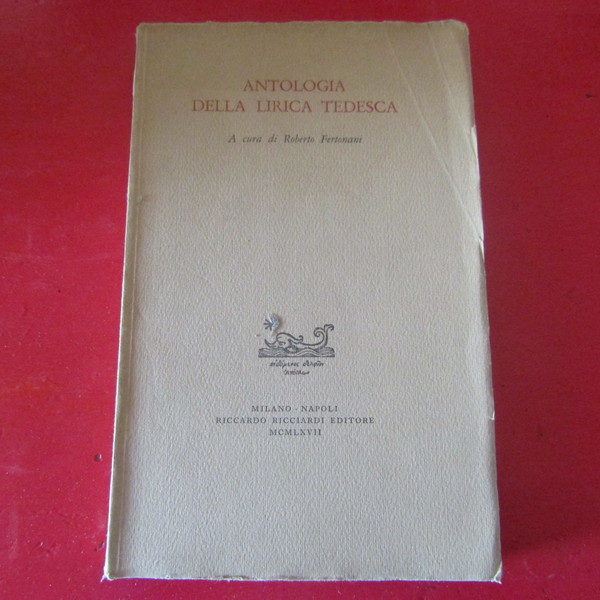 ANTOLOGIA
DELLA LIRICA TEDESCA
A cura di Roberto Fertonani
MILANO · NAPOLI
RICCARDO RICCIARDI EDITORE
MCMLXVII